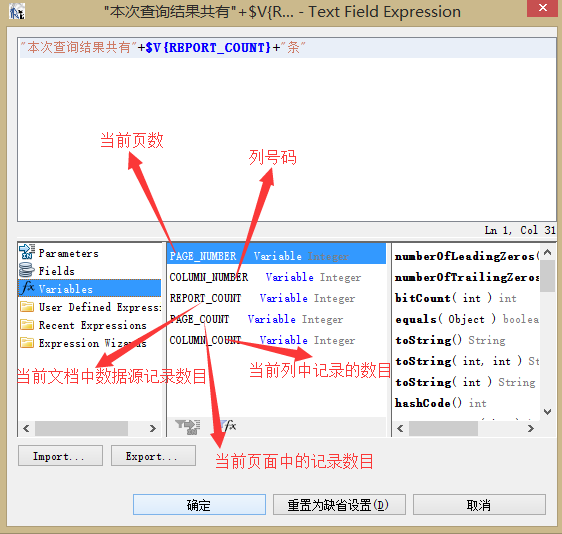 "本次查询结果共有"+$V{R... - Text Field Expression
"本次查询结果共有"+$V{REPORT_COUNT}+"条"
当前页数
列号码
Ln 1, Col 31
Parameters
Fields
Variables
User Defined Express
Recent Expressions
Expression Wizards
PAGE_NUMBER Variable Integer
COLUMN_NUMBER Variable Integer
REPORT_COUNT Variable Integer
PAGE_COUNT Variable Integer
COLUMN_COUNT Variable Integer
numberOfLeadingZeros(
numberOfTrailingZeros
bitCount( int ) int
equals( Object ) boolea
toString() String
toString( int, int ) St
toString( int ) String
hashCode() int
当前文档中数据源记录数目
当前列中记录的数目
当前页面中的记录数目
fx
Import...
Export...
确定
重置为缺省设置(D)
取消